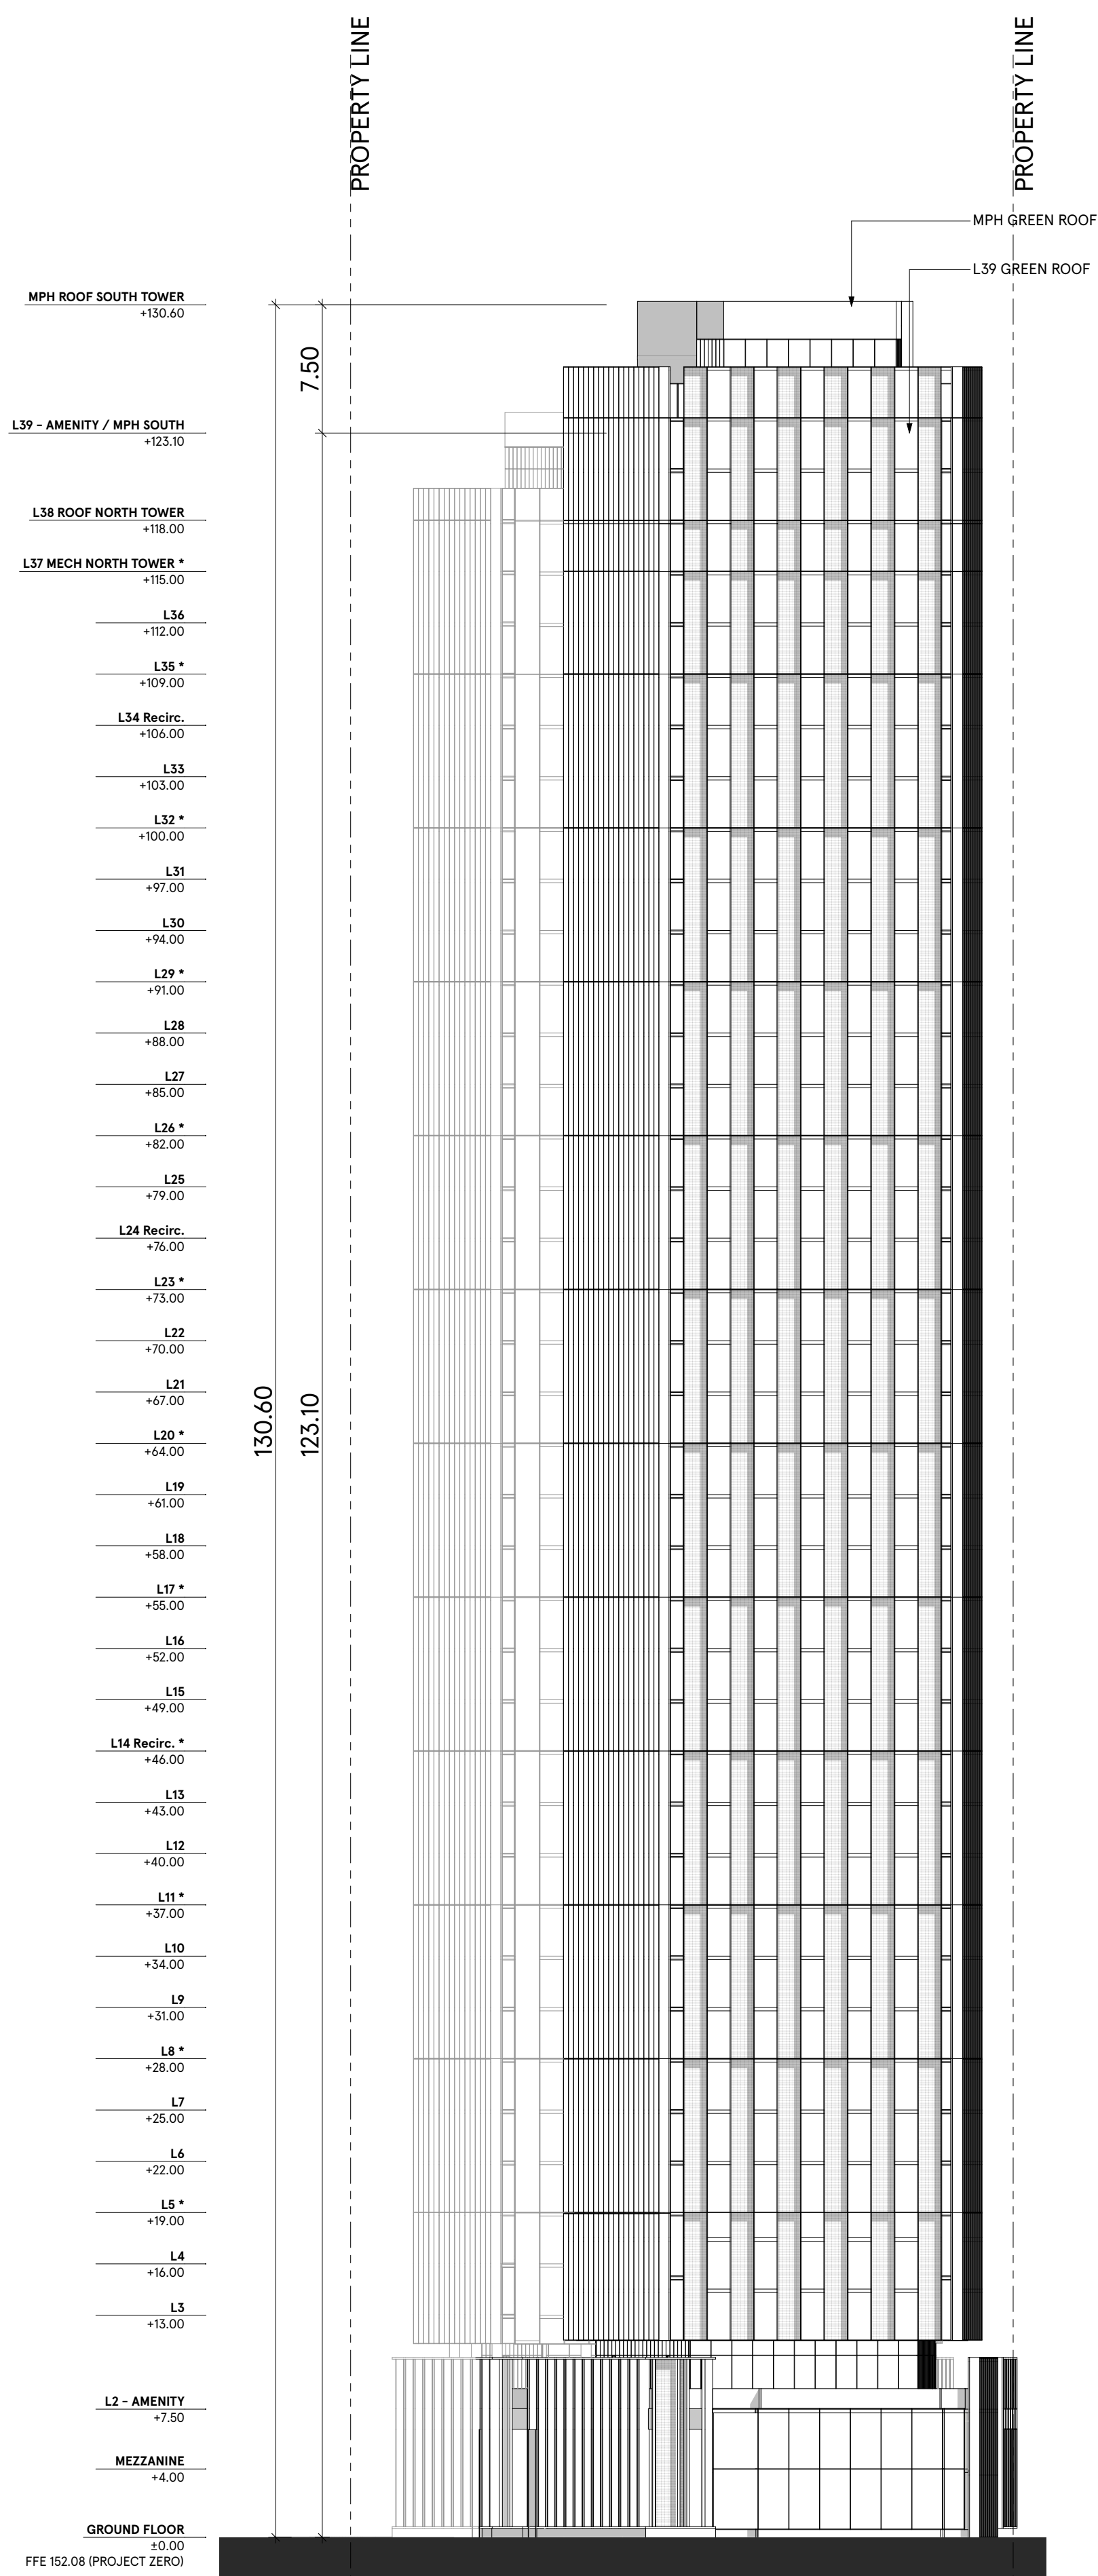 PROPERTY LINE
PROPERTY LINE
MPH GREEN ROOF
L39 GREEN ROOF
MPH ROOF SOUTH TOWER
+130.60
7.50
L39 - AMENITY / MPH SOUTH
+123.10
L38 ROOF NORTH TOWER
+118.00
L37 MECH NORTH TOWER *
+115.00
L36
+112.00
L35 *
+109.00
L34 Recirc.
+106.00
L33
+103.00
L32 *
+100.00
L31
+97.00
L30
+94.00
L29 *
+91.00
L28
+88.00
L27
+85.00
L26 *
+82.00
L25
+79.00
L24 Recirc.
+76.00
L23 *
+73.00
L22
+70.00
L21
+67.00
130.60
123.10
L20 *
+64.00
L19
+61.00
L18
+58.00
L17 *
+55.00
L16
+52.00
L15
+49.00
L14 Recirc. *
+46.00
L13
+43.00
L12
+40.00
L11 *
+37.00
L10
+34.00
L9
+31.00
L8 *
+28.00
L7
+25.00
L6
+22.00
L5 *
+19.00
L4
+16.00
L3
+13.00
L2 - AMENITY
+7.50
MEZZANINE
+4.00
GROUND FLOOR
±0.00
FFE 152.08 (PROJECT ZERO)